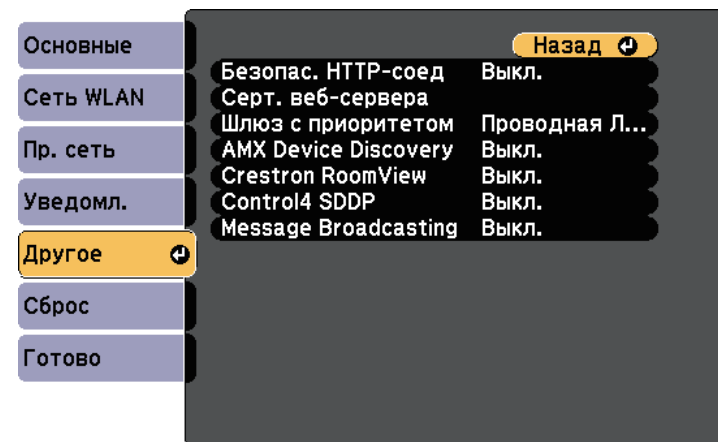 Основные
Сеть WLAN
Пр. сеть
Уведомл.
Другое
Сброс
Готово
Назад
Безопас. HTTP-соед Выкл.
Серт. веб-сервера
Шлюз с приоритетом Проводная Л...
AMX Device Discovery Выкл.
Crestron RoomView Выкл.
Control4 SDDP Выкл.
Message Broadcasting Выкл.